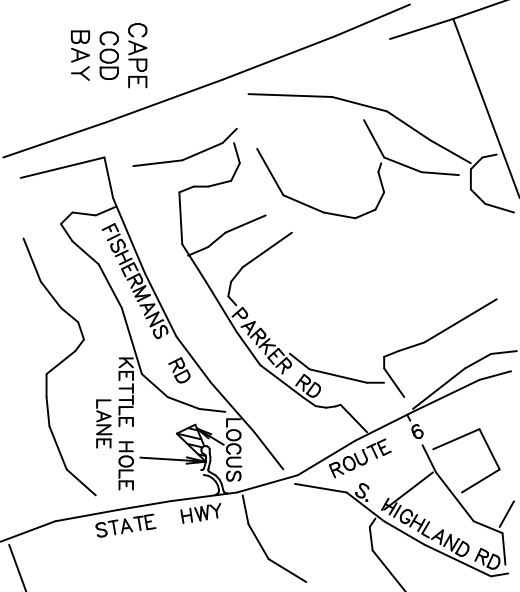 CAPE
COD
BAY
FISHERMANS RD
PARKER RD
KETTLE HOLE
LANE
LOCUS
ROUTE 6
S. HIGHLAND RD
STATE HWY